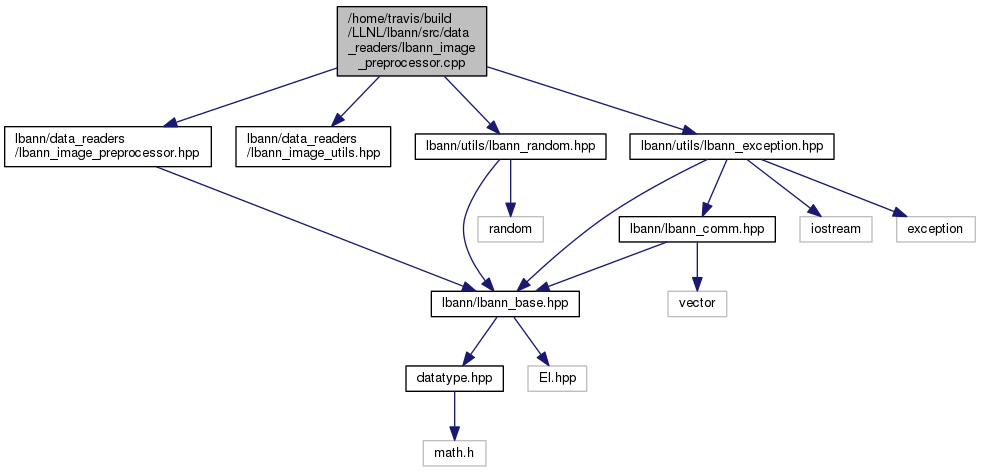 /home/travis/build
/LLNL/lbann/src/data
_readers/lbann_image
_preprocessor.cpp
lbann/data_readers
/lbann_image_preprocessor.hpp
lbann/data_readers
/lbann_image_utils.hpp
lbann/utils/lbann_random.hpp
lbann/utils/lbann_exception.hpp
random
lbann/lbann_comm.hpp
iostream
exception
lbann/lbann_base.hpp
vector
datatype.hpp
El.hpp
math.h